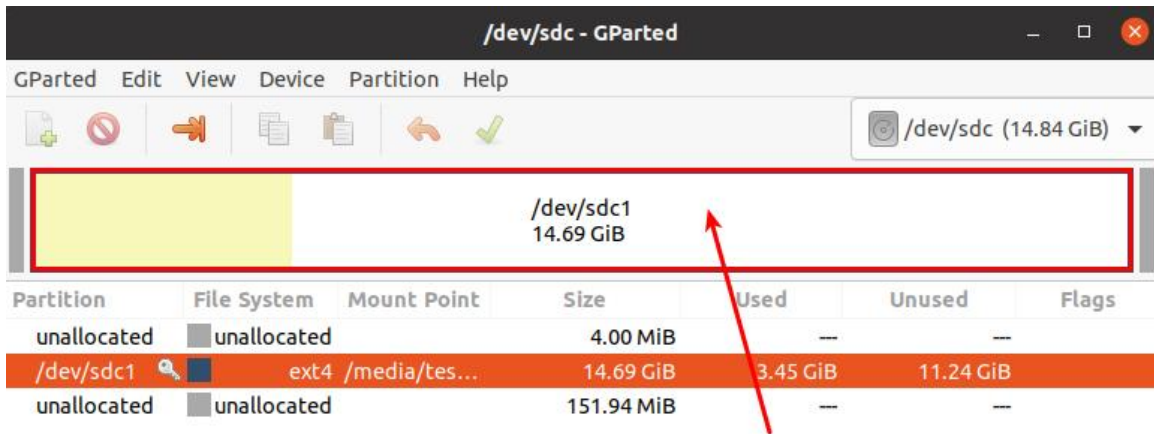 /dev/sdc - GParted
GParted Edit View Device Partition Help
/dev/sdc (14.84 GiB)
/dev/sdc1
14.69 GiB
Partition File System Mount Point Size Used Unused Flags
unallocated unallocated 4.00 MiB --- ---
/dev/sdc1 ext4 /media/tes... 14.69 GiB 3.45 GiB 11.24 GiB
unallocated unallocated 151.94 MiB --- ---